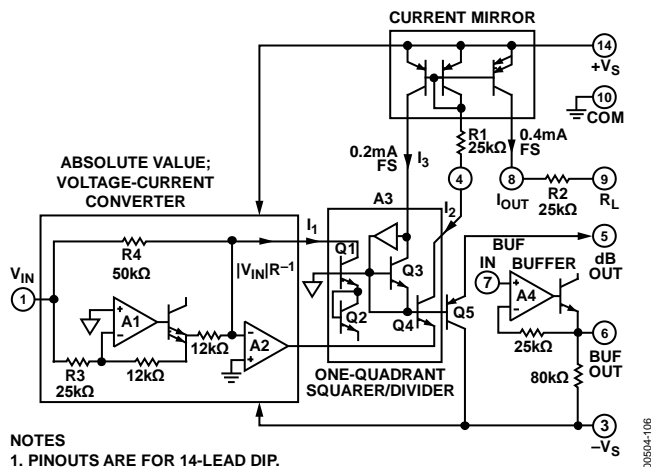 CURRENT MIRROR
14
+VS
10
COM
R1
25kΩ
0.2mA
FS
I3
0.4mA
FS
4
8
IOUT
R2
25kΩ
9
RL
ABSOLUTE VALUE;
VOLTAGE-CURRENT
CONVERTER
A3
I2
I1
R4
50kΩ
|VIN|R–1
Q1
Q2
Q3
Q4
Q5
5
dB
OUT
BUF
IN
7
BUFFER
A4
VIN
1
A1
12kΩ
A2
25kΩ
6
BUF
OUT
R3
25kΩ
12kΩ
ONE-QUADRANT
SQUARER/DIVIDER
80kΩ
3
–VS
NOTES
1. PINOUTS ARE FOR 14-LEAD DIP.
00504-106